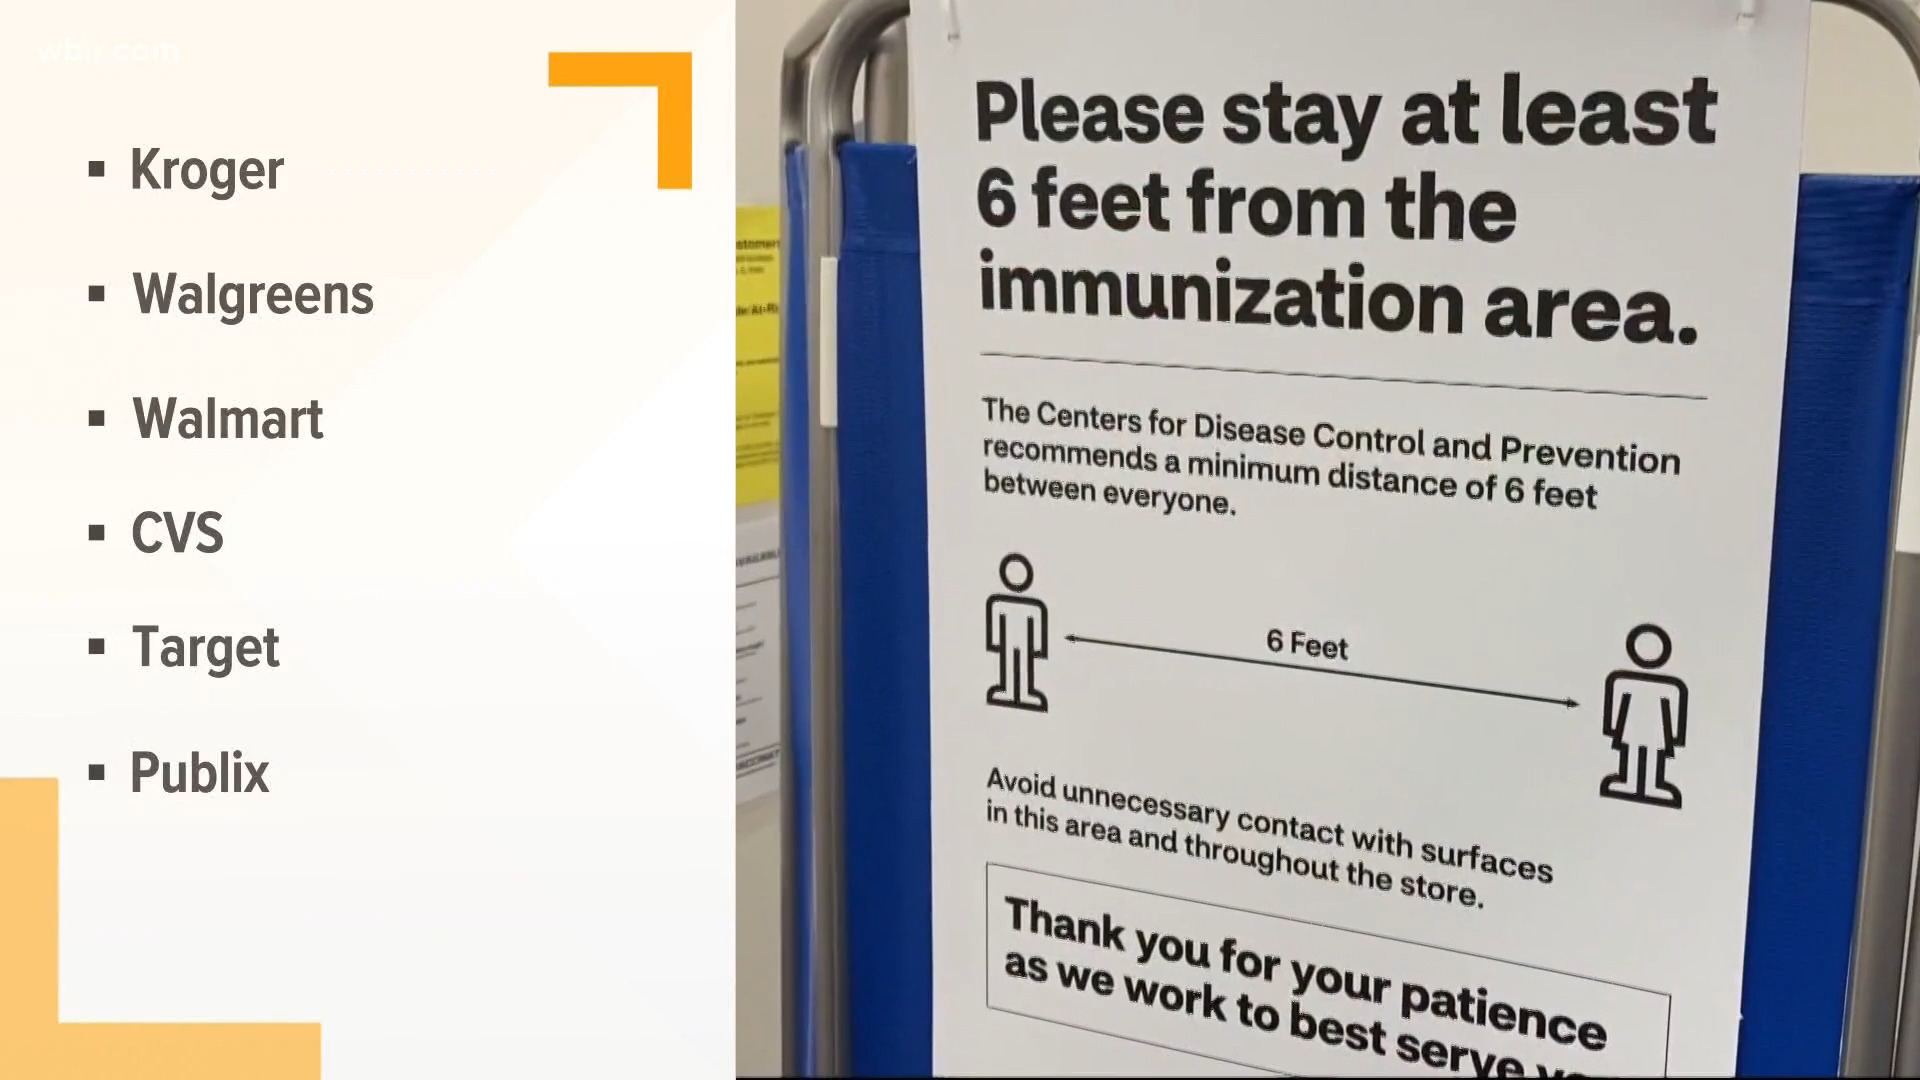 wbir.com
Kroger
Walgreens
Walmart
CVS
Target
Publix
Please stay at least
6 feet from the
immunization area.
The Centers for Disease Control and Prevention
recommends a minimum distance of 6 feet
between everyone.
6 Feet
Avoid unnecessary contact with surfaces
in this area and throughout the store.
Thank you for your patience
as we work to best serve